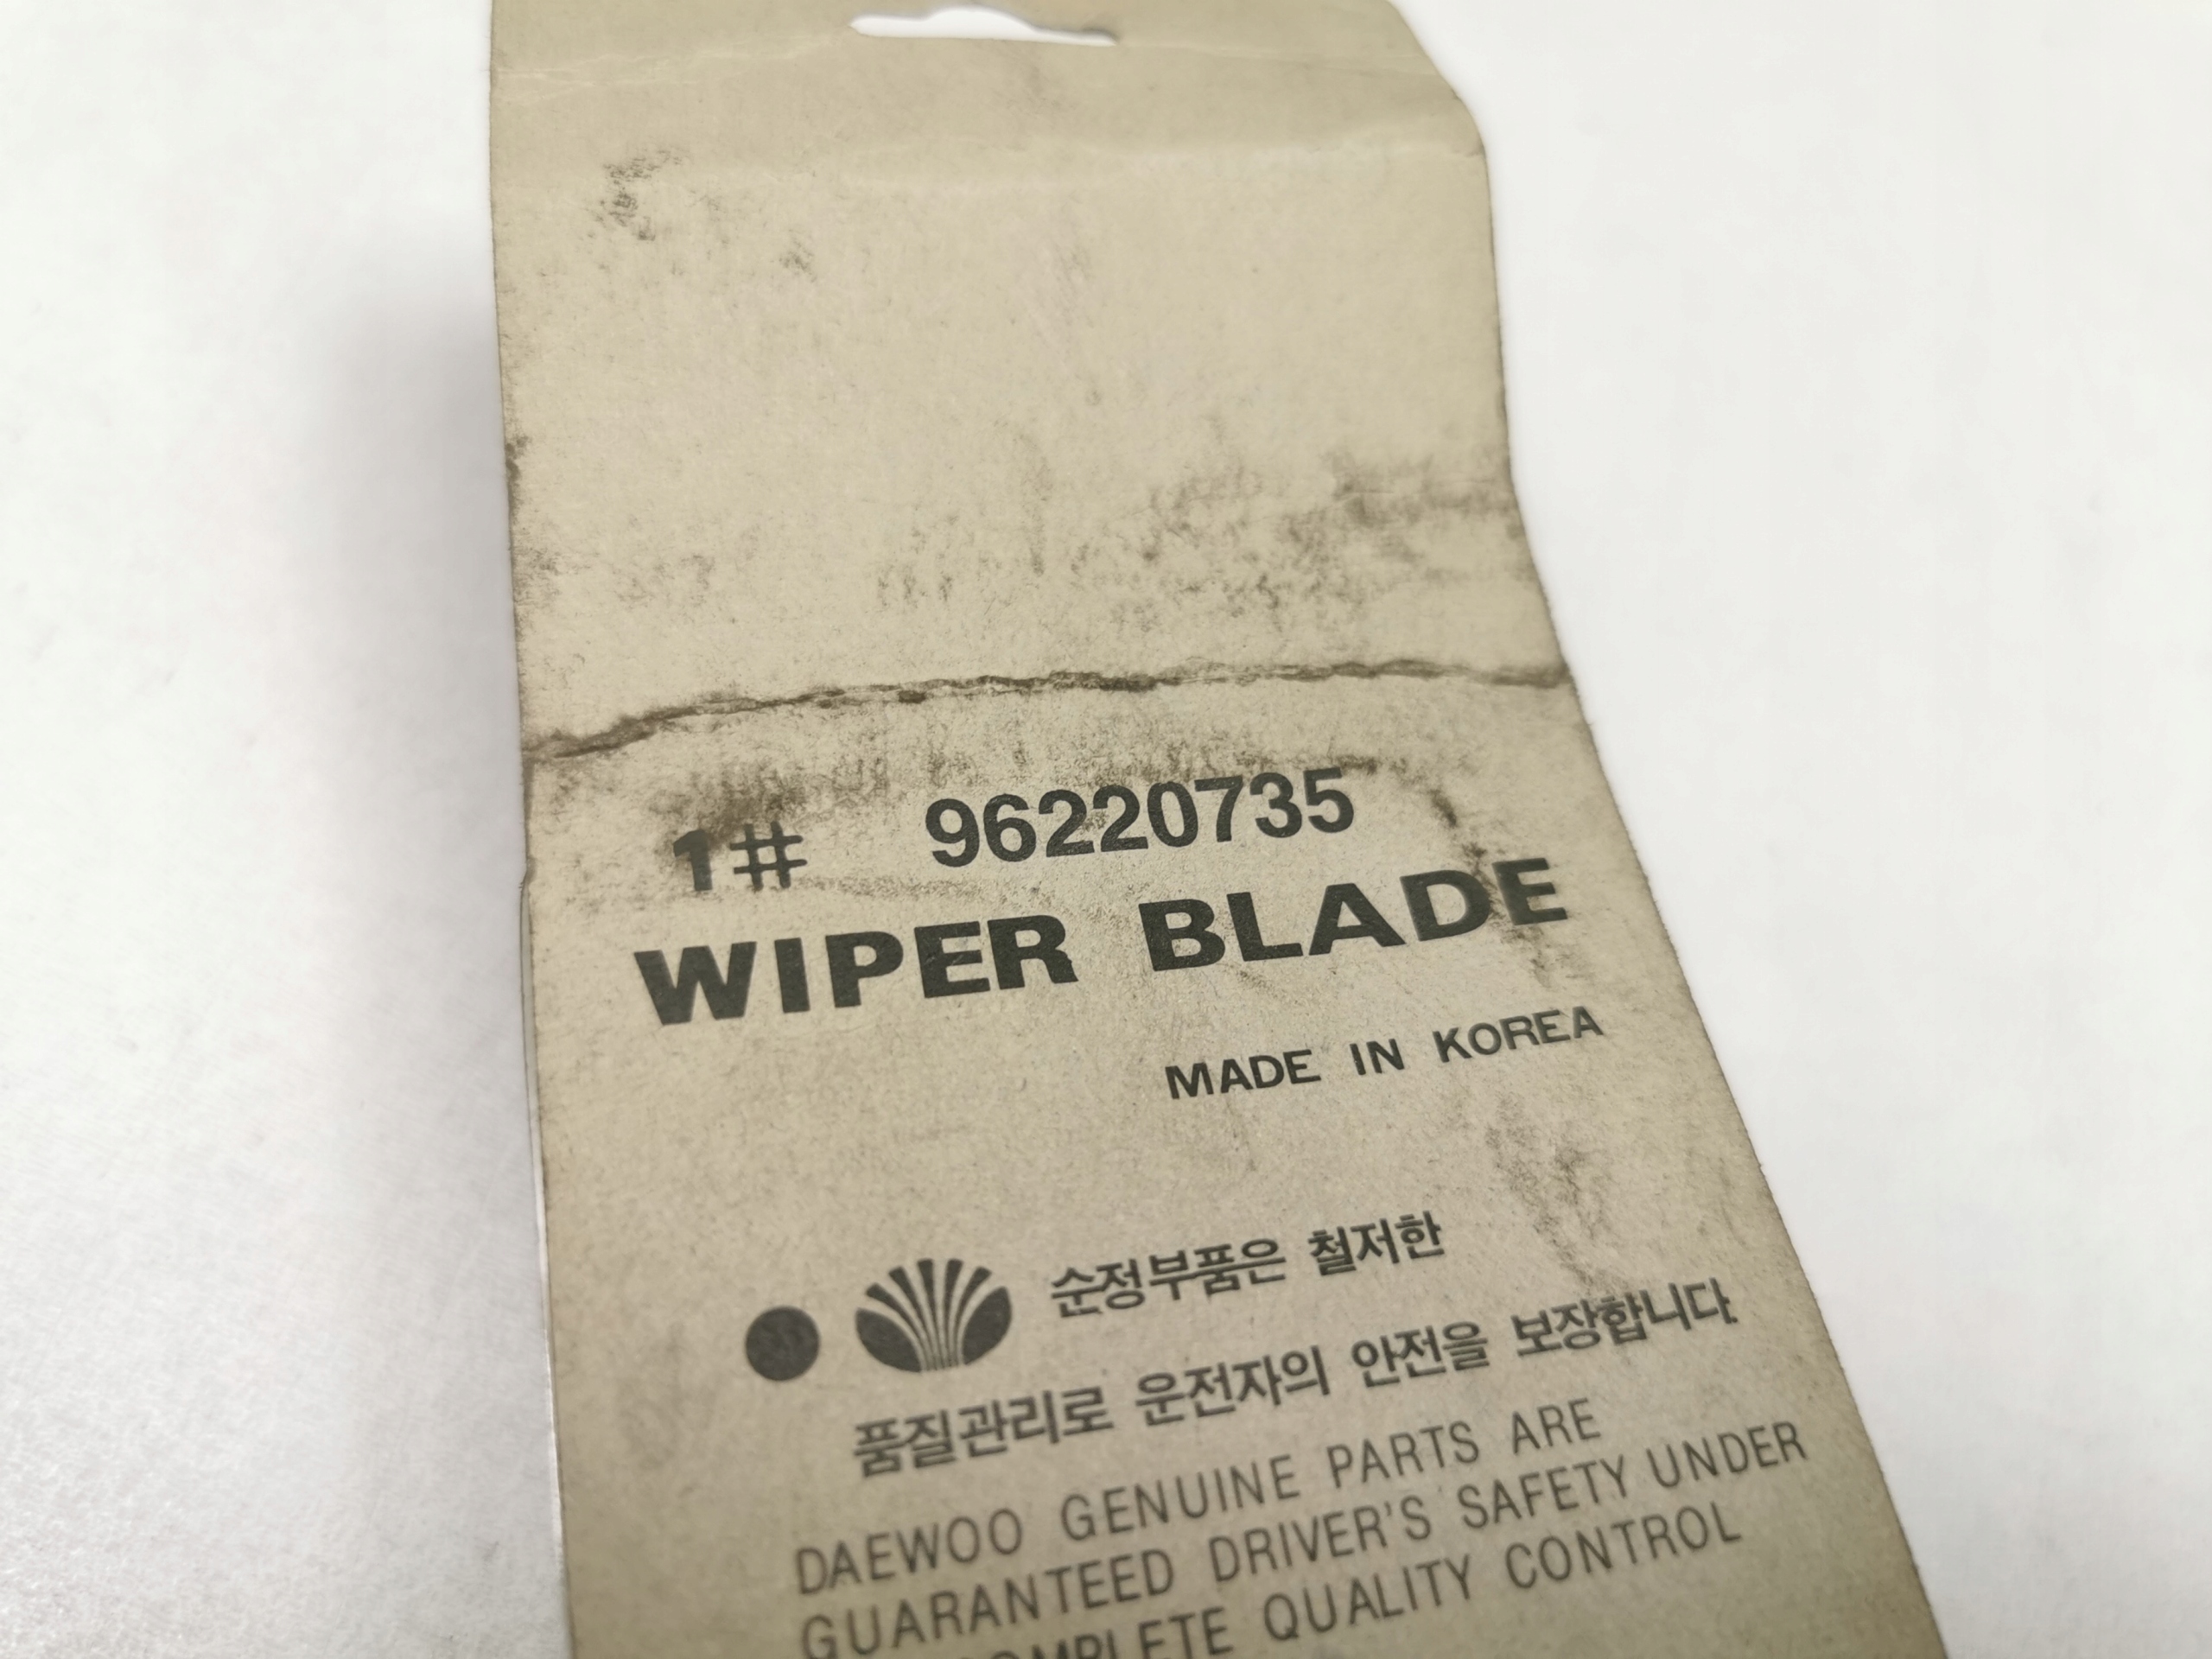 1# 96220735
WIPER BLADE
MADE IN KOREA
순정부품은 철저한
품질관리로 운전자의 안전을 보장합니다.
DAEWOO GENUINE PARTS ARE
GUARANTEED DRIVER'S SAFETY UNDER
COMPLETE QUALITY CONTROL